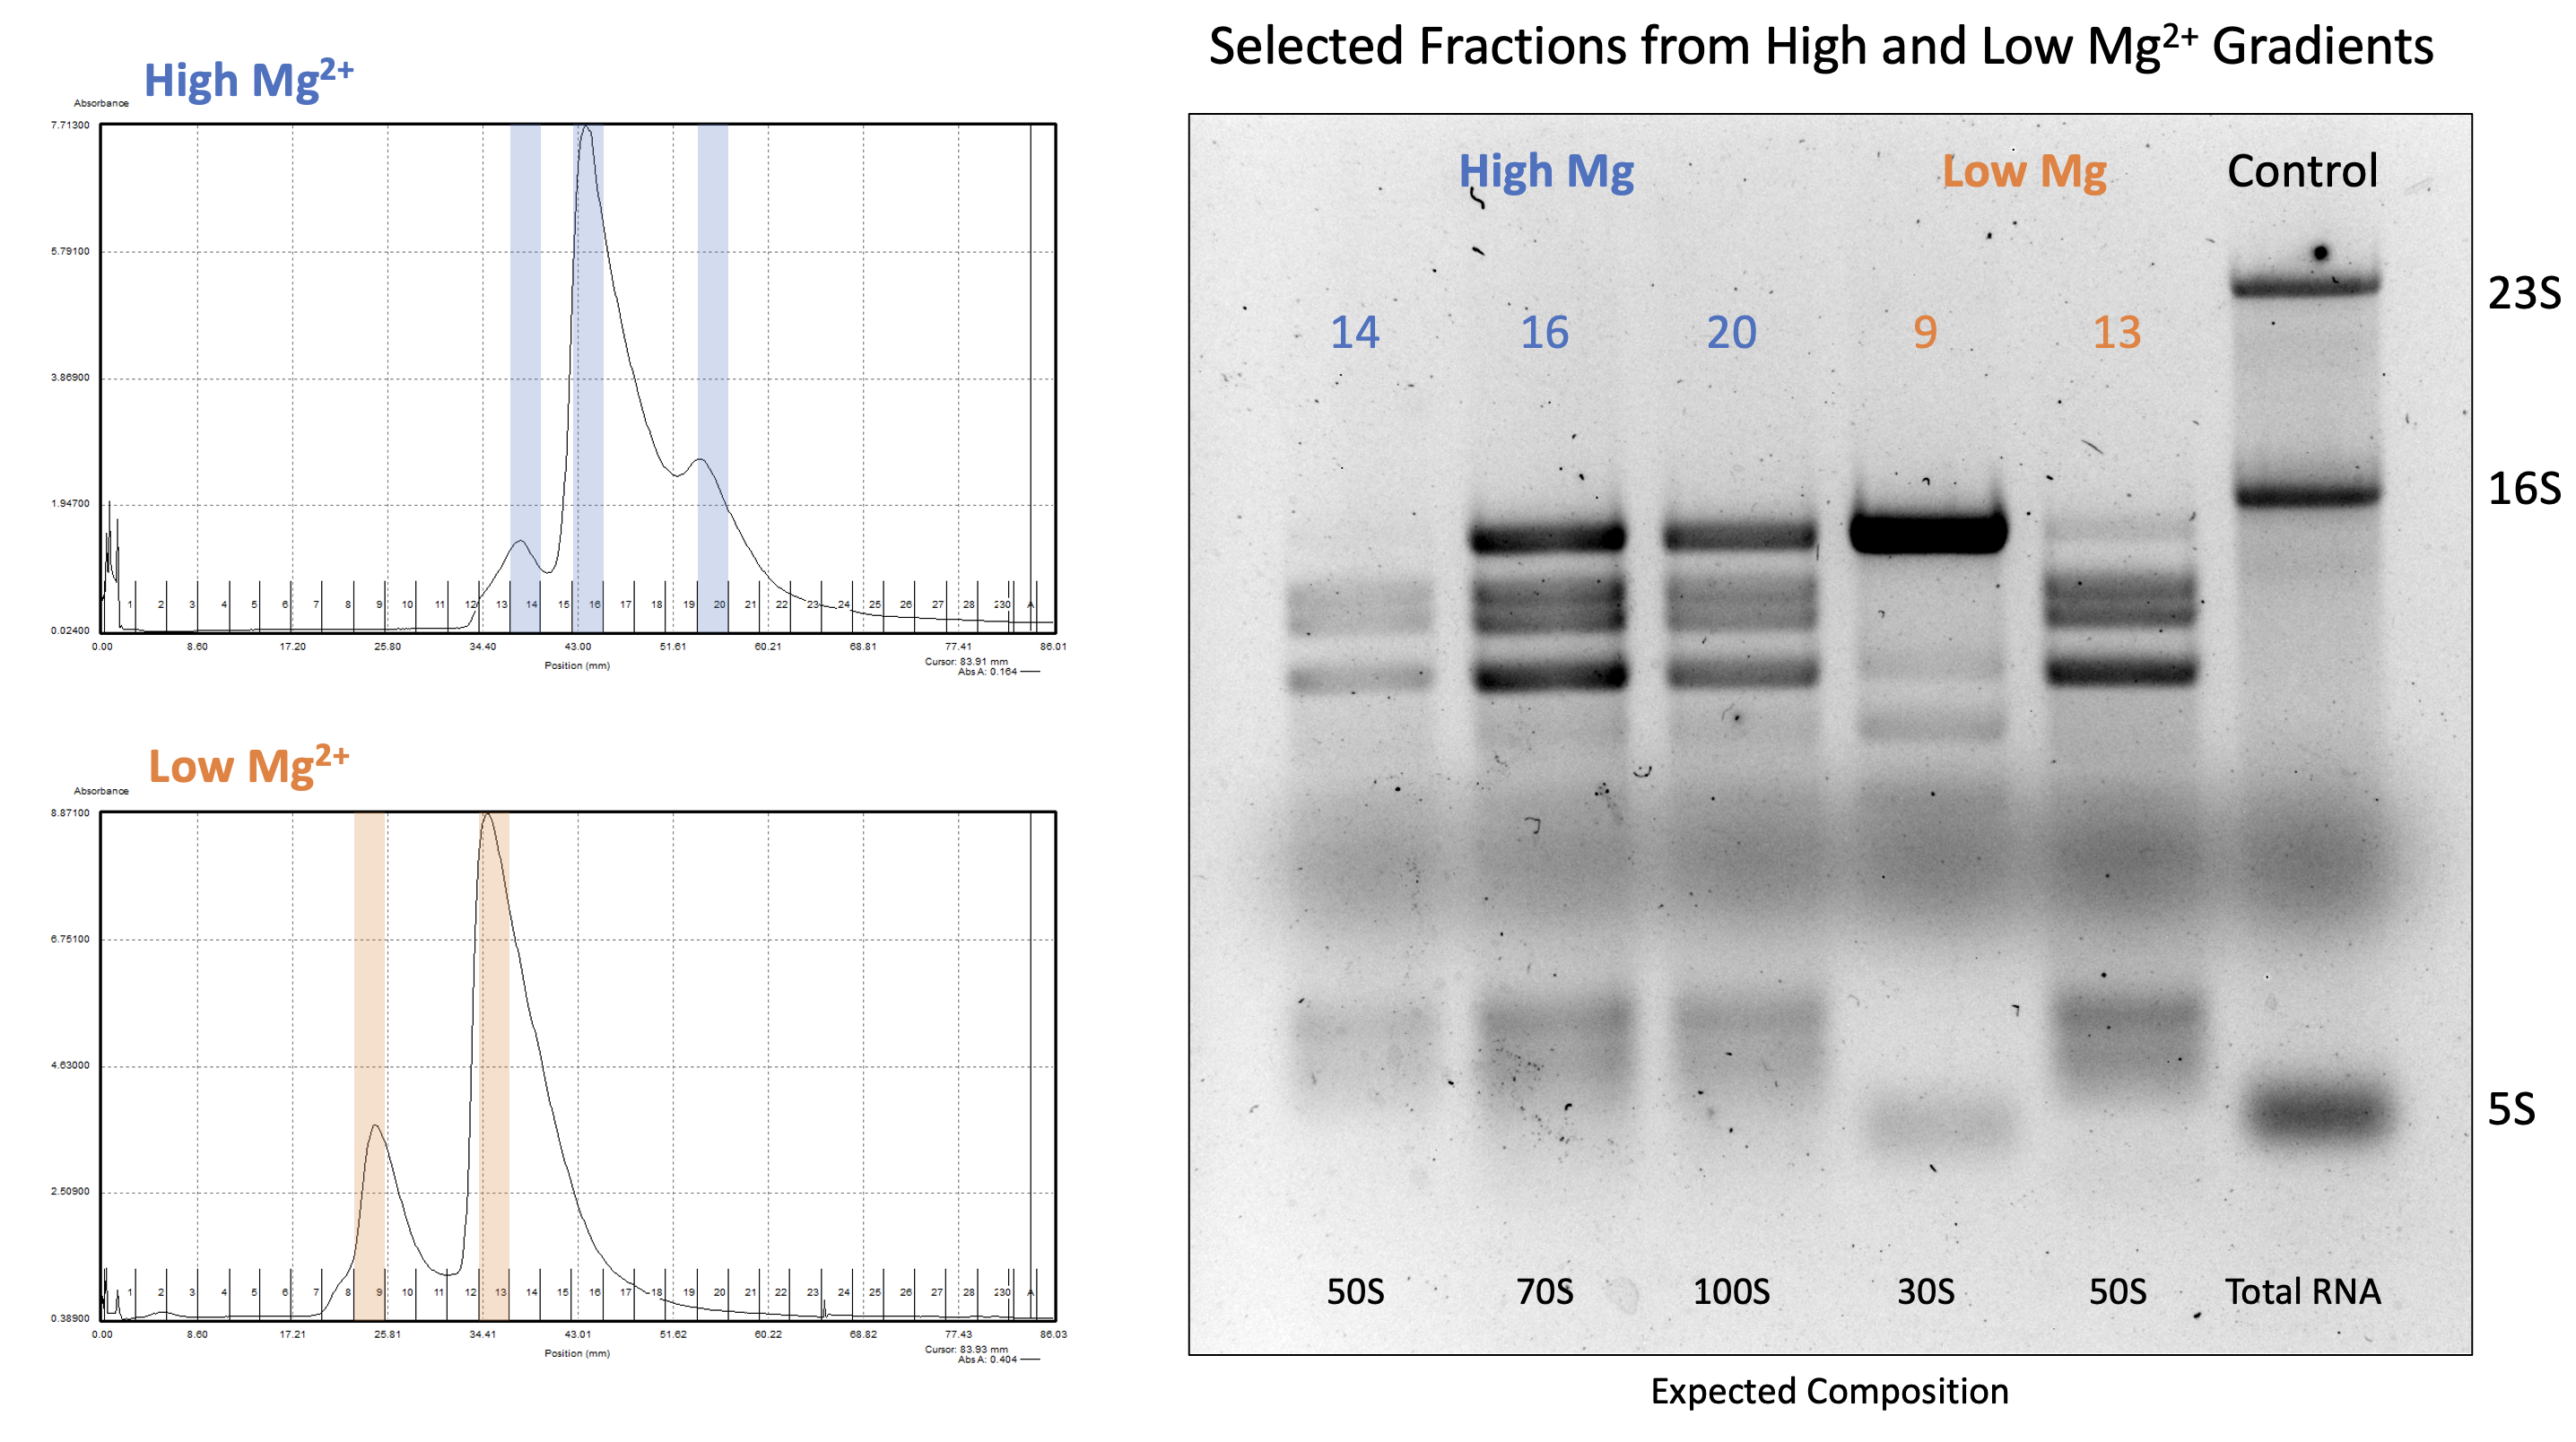 Selected Fractions from High and Low Mg2+ Gradients
High Mg2+
Absorbance
7.71300
5.79100
3.86900
1.94700
0.02400
1 2 3 4 5 6 7 8 9 10 11 12 13 14 15 16 17 18 19 20 21 22 23 24 25 26 27 28 230 A
0.00 8.60 17.20 25.80 34.40 43.00 51.61 60.21 68.81 77.41 86.01
Position (mm)
Cursor: 83.91 mm
Abs A: 0.164
Low Mg2+
Absorbance
8.87100
6.75100
4.63000
2.50900
0.38900
1 2 3 4 5 6 7 8 9 10 11 12 13 14 15 16 17 18 19 20 21 22 23 24 25 26 27 28 230 A
0.00 8.60 17.21 25.81 34.41 43.01 51.62 60.22 68.82 77.43 86.03
Position (mm)
Cursor: 83.93 mm
Abs A: 0.404
High Mg Low Mg Control
14 16 20 9 13
23S
16S
5S
50S 70S 100S 30S 50S Total RNA
Expected Composition